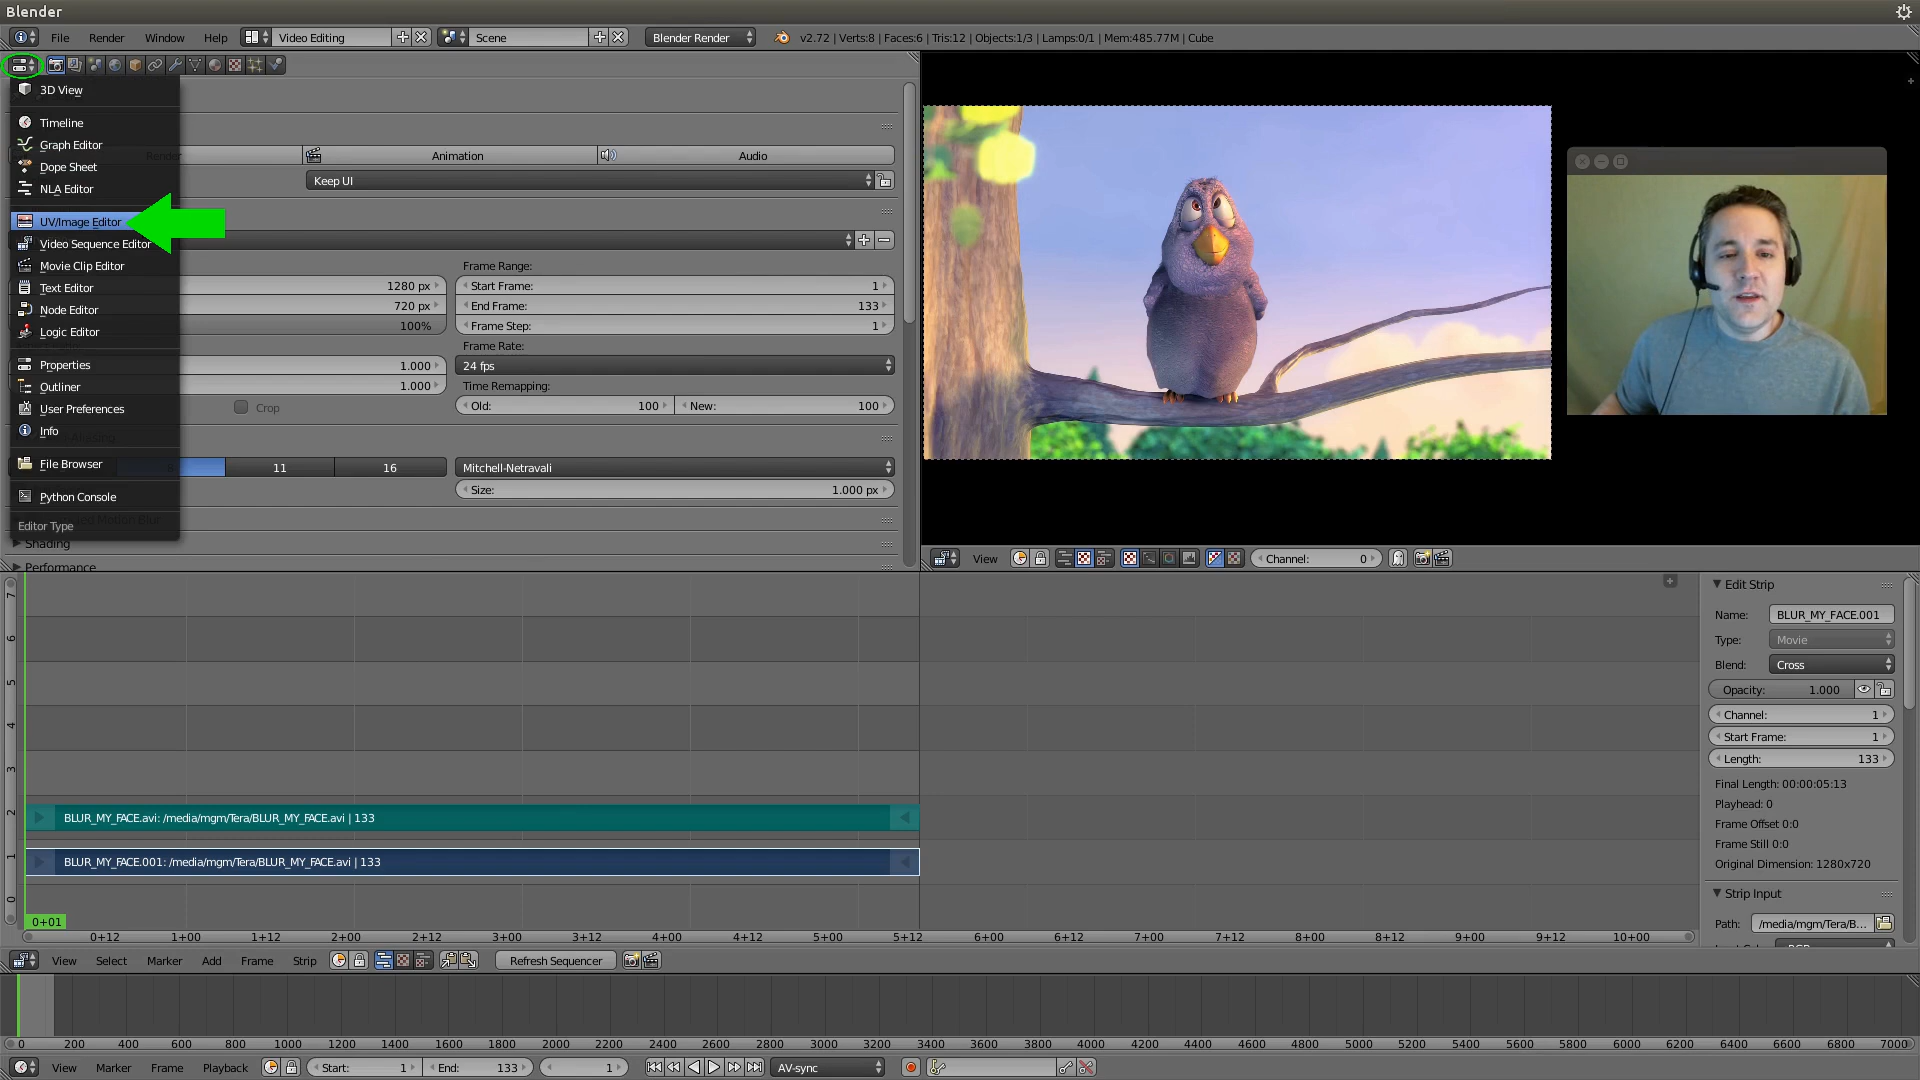 Blender
File Render Window Help Video Editing Scene Blender Render v2.72 | Verts:8 | Faces:6 | Tris:12 | Objects:1/3 | Lamps:0/1 | Mem:485.77M | Cube
3D View
Timeline
Graph Editor
Dope Sheet
NLA Editor
UV/Image Editor
Video Sequence Editor
Movie Clip Editor
Text Editor
Node Editor
Logic Editor
Properties
Outliner
User Preferences
Info
File Browser
Python Console
Editor Type
Render Animation Audio
Keep UI
1280 px
720 px
100%
1.000
1.000
Crop
Frame Range:
Start Frame: 1
End Frame: 133
Frame Step: 1
Frame Rate:
24 fps
Time Remapping:
Old: 100 New: 100
8 11 16
Mitchell-Netravali
Size: 1.000 px
Motion Blur
Shading
Performance
View Channel: 0
7
6
5
4
3
2
1
0
BLUR_MY_FACE.avi: /media/mgm/Tera/BLUR_MY_FACE.avi | 133
BLUR_MY_FACE.001: /media/mgm/Tera/BLUR_MY_FACE.avi | 133
0+01
0+12 1+00 1+12 2+00 2+12 3+00 3+12 4+00 4+12 5+00 5+12 6+00 6+12 7+00 7+12 8+00 8+12 9+00 9+12 10+00
Edit Strip
Name: BLUR_MY_FACE.001
Type: Movie
Blend: Cross
Opacity: 1.000
Channel: 1
Start Frame: 1
Length: 133
Final Length: 00:00:05:13
Playhead: 0
Frame Offset 0:0
Frame Still 0:0
Original Dimension: 1280x720
Strip Input
Path: /media/mgm/Tera/B...
View Select Marker Add Frame Strip Refresh Sequencer
0 200 400 600 800 1000 1200 1400 1600 1800 2000 2200 2400 2600 2800 3000 3200 3400 3600 3800 4000 4200 4400 4600 4800 5000 5200 5400 5600 5800 6000 6200 6400 6600 6800 7000
View Marker Frame Playback Start: 1 End: 133 1 AV-sync